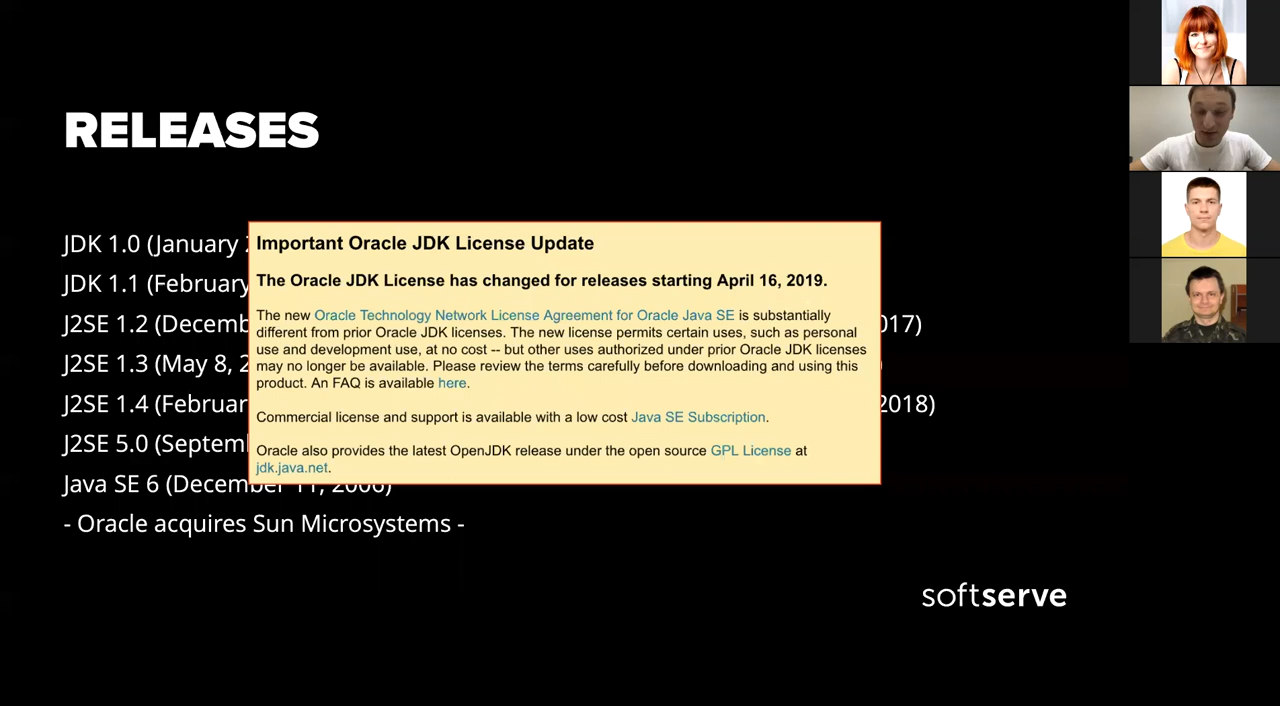 RELEASES
JDK 1.0 (January
JDK 1.1 (February
J2SE 1.2 (Decemb
2017)
J2SE 1.3 (May 8, 2
)
J2SE 1.4 (Februar
2018)
J2SE 5.0 (Septem
Java SE 6 (December 11, 2006)
- Oracle acquires Sun Microsystems -
Important Oracle JDK License Update
The Oracle JDK License has changed for releases starting April 16, 2019.
The new Oracle Technology Network License Agreement for Oracle Java SE is substantially
different from prior Oracle JDK licenses. The new license permits certain uses, such as personal
use and development use, at no cost -- but other uses authorized under prior Oracle JDK licenses
may no longer be available. Please review the terms carefully before downloading and using this
product. An FAQ is available here.
Commercial license and support is available with a low cost Java SE Subscription.
Oracle also provides the latest OpenJDK release under the open source GPL License at
jdk.java.net.
softserve